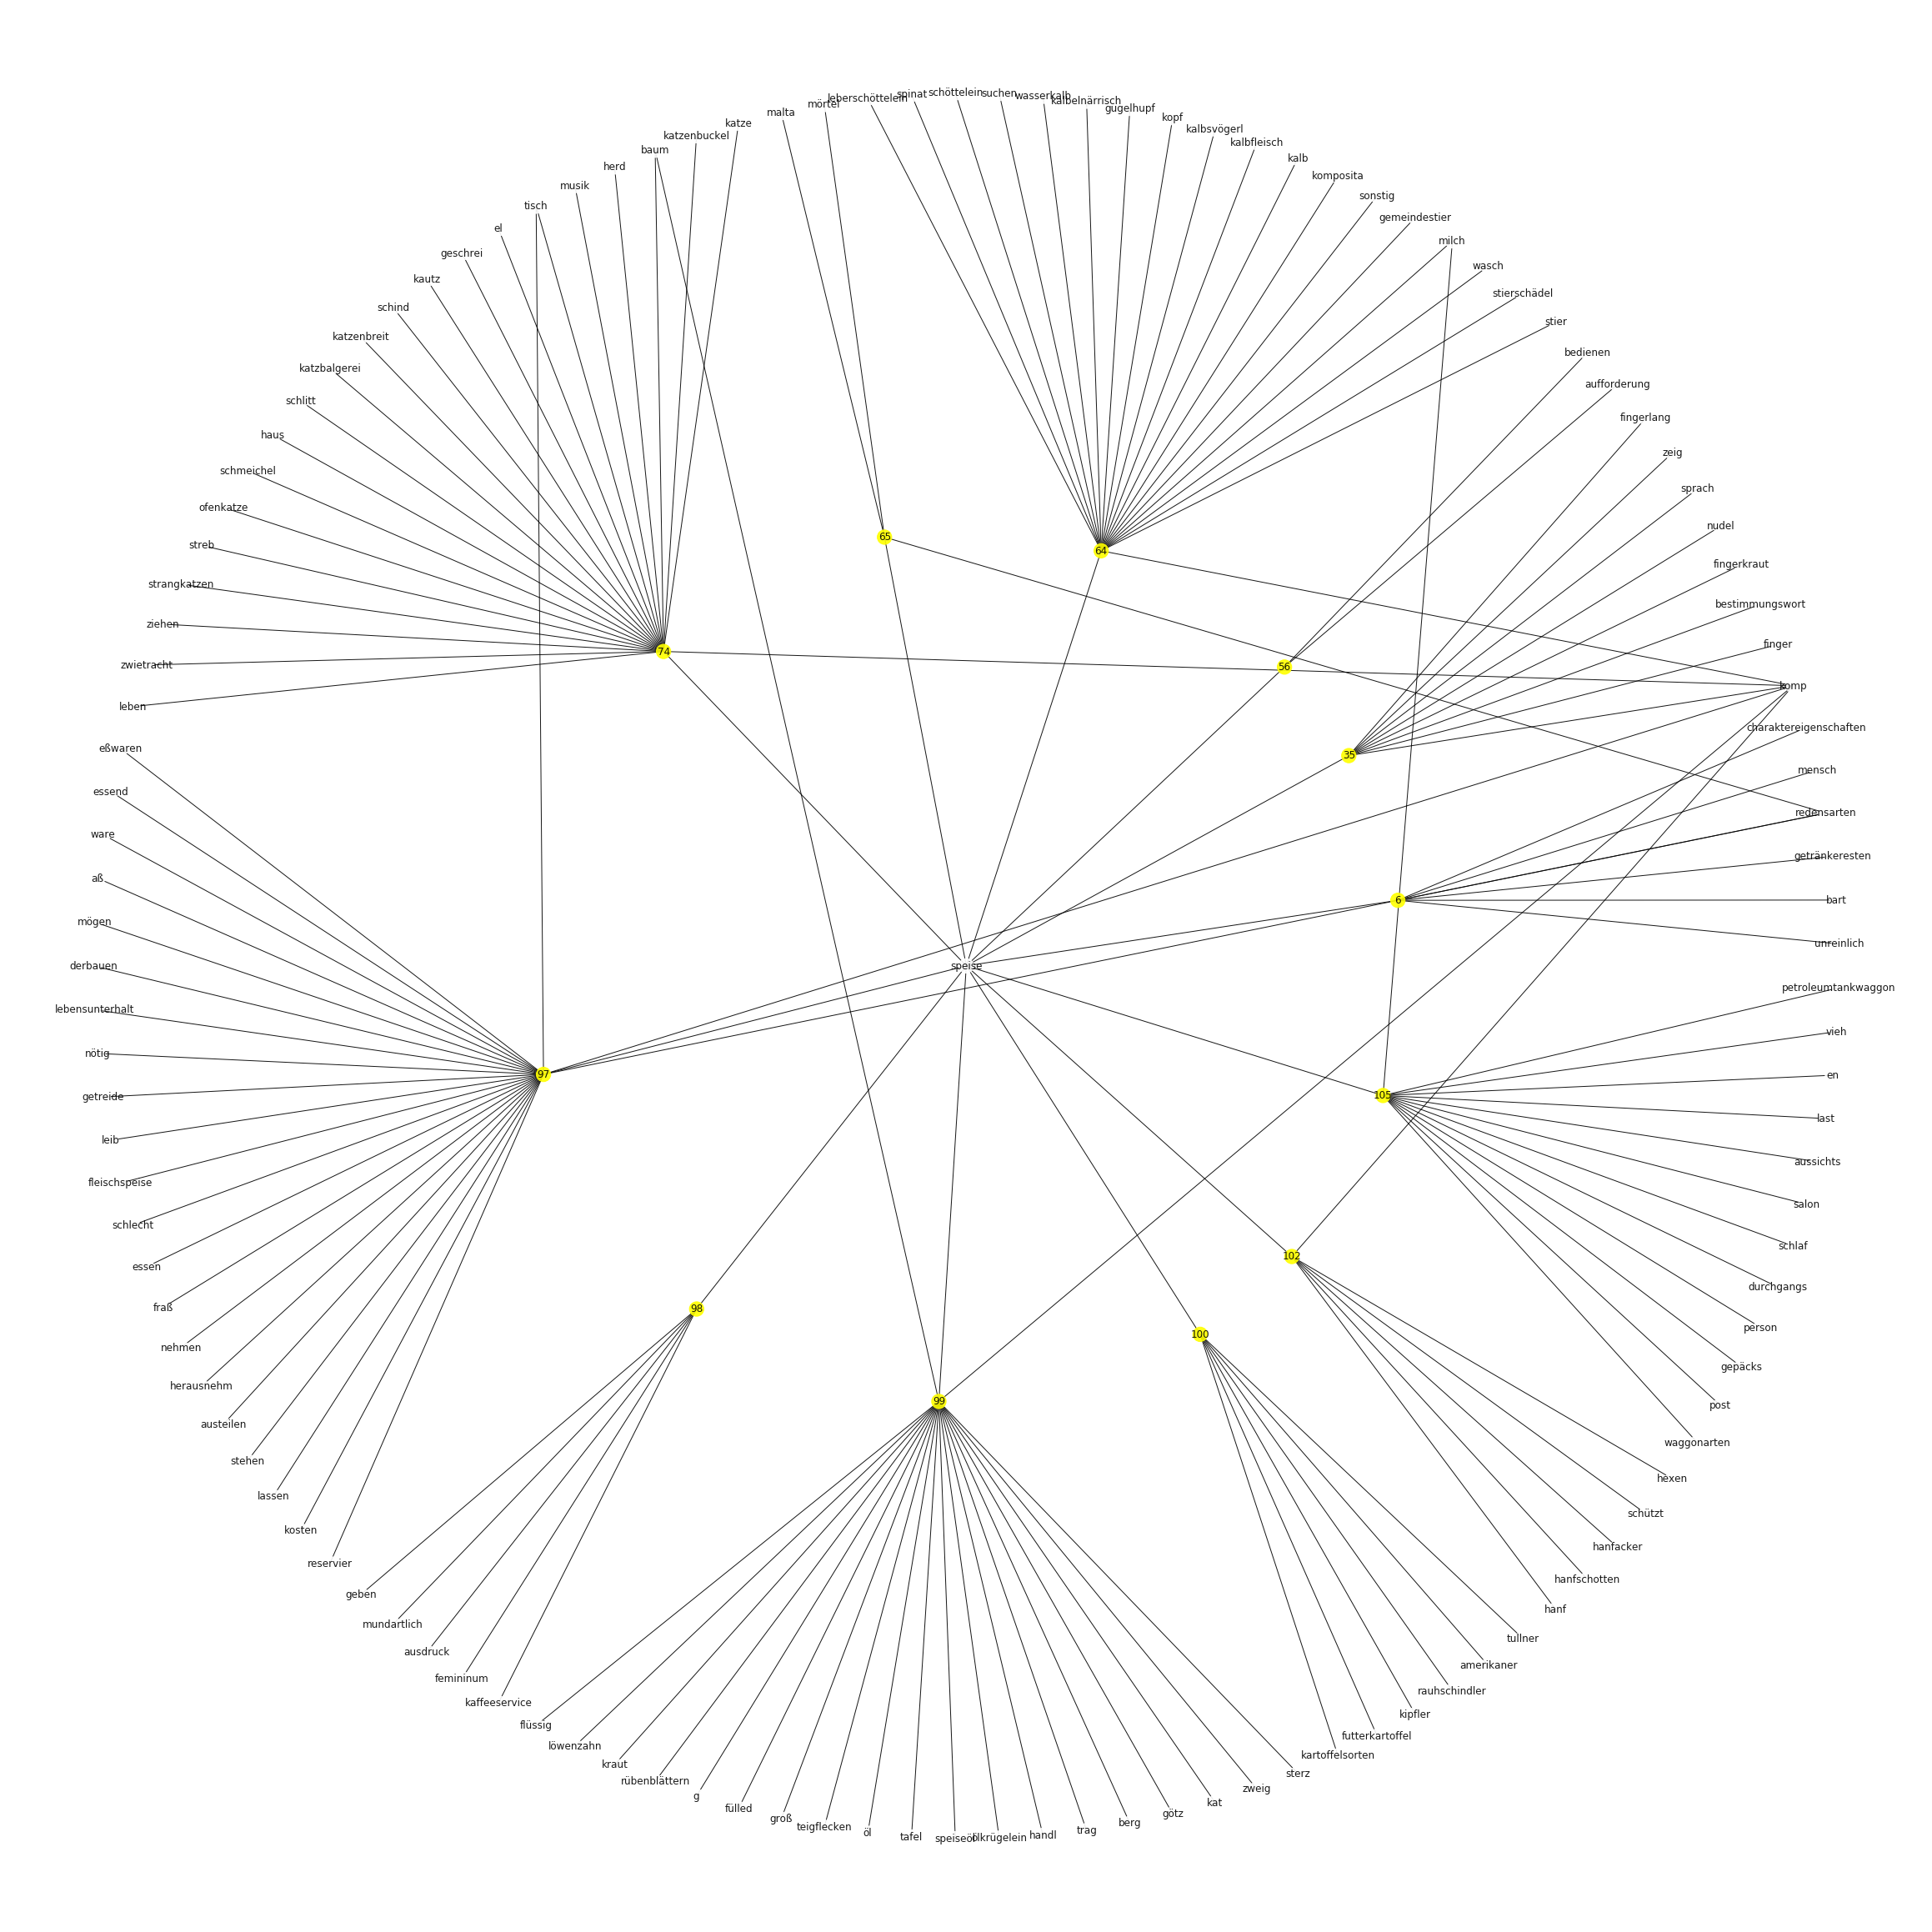 leberschöttelein
spinat
schöttelein
suchen
wasserkalb
kalbelnärrisch
gugelhupf
kopf
kalbsvögerl
kalbfleisch
kalb
komposita
sonstig
gemeindestier
milch
wasch
stierschädel
stier
bedienen
aufforderung
fingerlang
zeig
sprach
nudel
fingerkraut
bestimmungswort
finger
komp
charaktereigenschaften
mensch
redensarten
getränkeresten
bart
unreinlich
petroleumtankwaggon
vieh
en
last
aussichts
salon
schlaf
durchgangs
person
gepäcks
post
waggonarten
hexen
schützt
hanfacker
hanfschotten
hanf
tullner
amerikaner
rauhschindler
kipfler
futterkartoffel
kartoffelsorten
sterz
zweig
kat
götz
berg
trag
handl
ölkrügelein
speiseöl
tafel
öl
teigflecken
groß
fülled
g
rübenblättern
kraut
löwenzahn
flüssig
kaffeeservice
femininum
ausdruck
mundartlich
geben
reservier
kosten
lassen
stehen
austeilen
herausnehm
nehmen
fraß
essen
schlecht
fleischspeise
leib
getreide
nötig
lebensunterhalt
derbauen
mögen
aß
ware
essend
eßwaren
leben
zwietracht
ziehen
strangkatzen
streb
ofenkatze
schmeichel
haus
schlitt
katzbalgerei
katzenbreit
schind
kautz
geschrei
el
tisch
musik
herd
baum
katzenbuckel
katze
malta
mörtel
65
64
74
56
35
6
speise
97
105
102
98
100
99